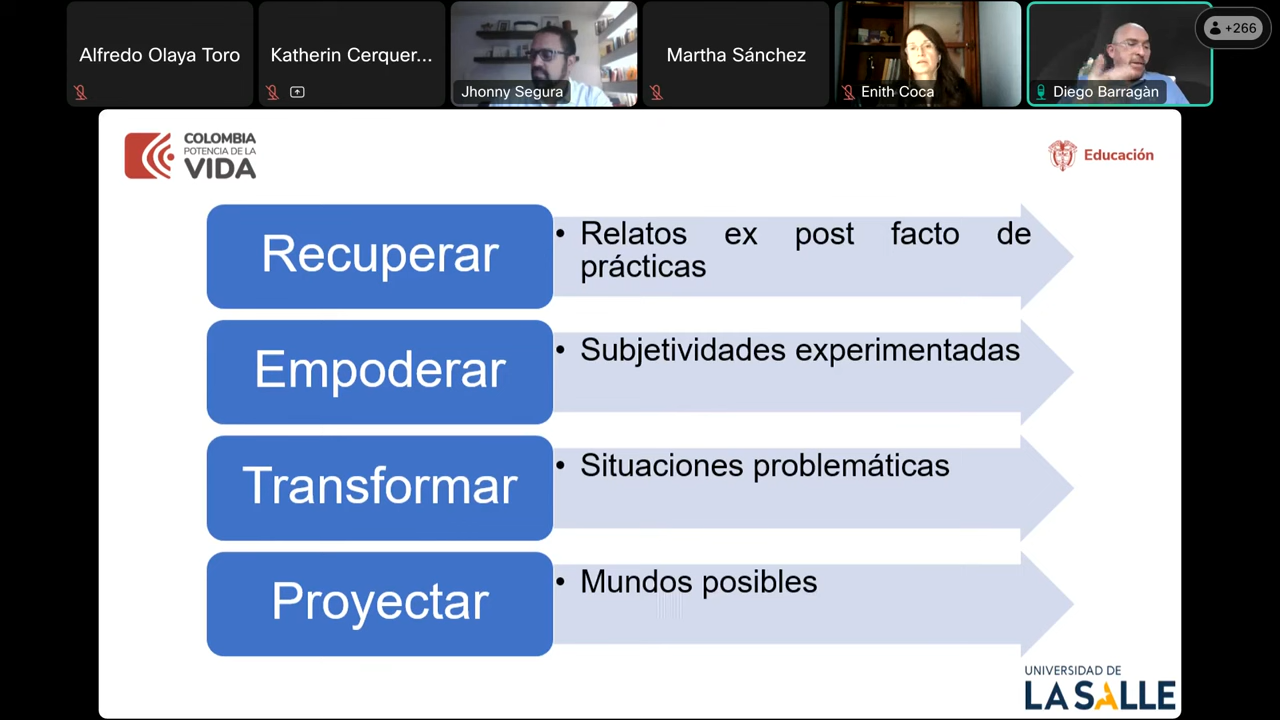 Alfredo Olaya Toro
Katherin Cerquer...
Jhonny Segura
Martha Sánchez
Enith Coca
Diego Barragàn
+266
COLOMBIA
POTENCIA DE LA
VIDA
Educación
Recuperar
• Relatos ex post facto de
prácticas
Empoderar
• Subjetividades experimentadas
Transformar
• Situaciones problemáticas
Proyectar
• Mundos posibles
UNIVERSIDAD DE
LA SALLE